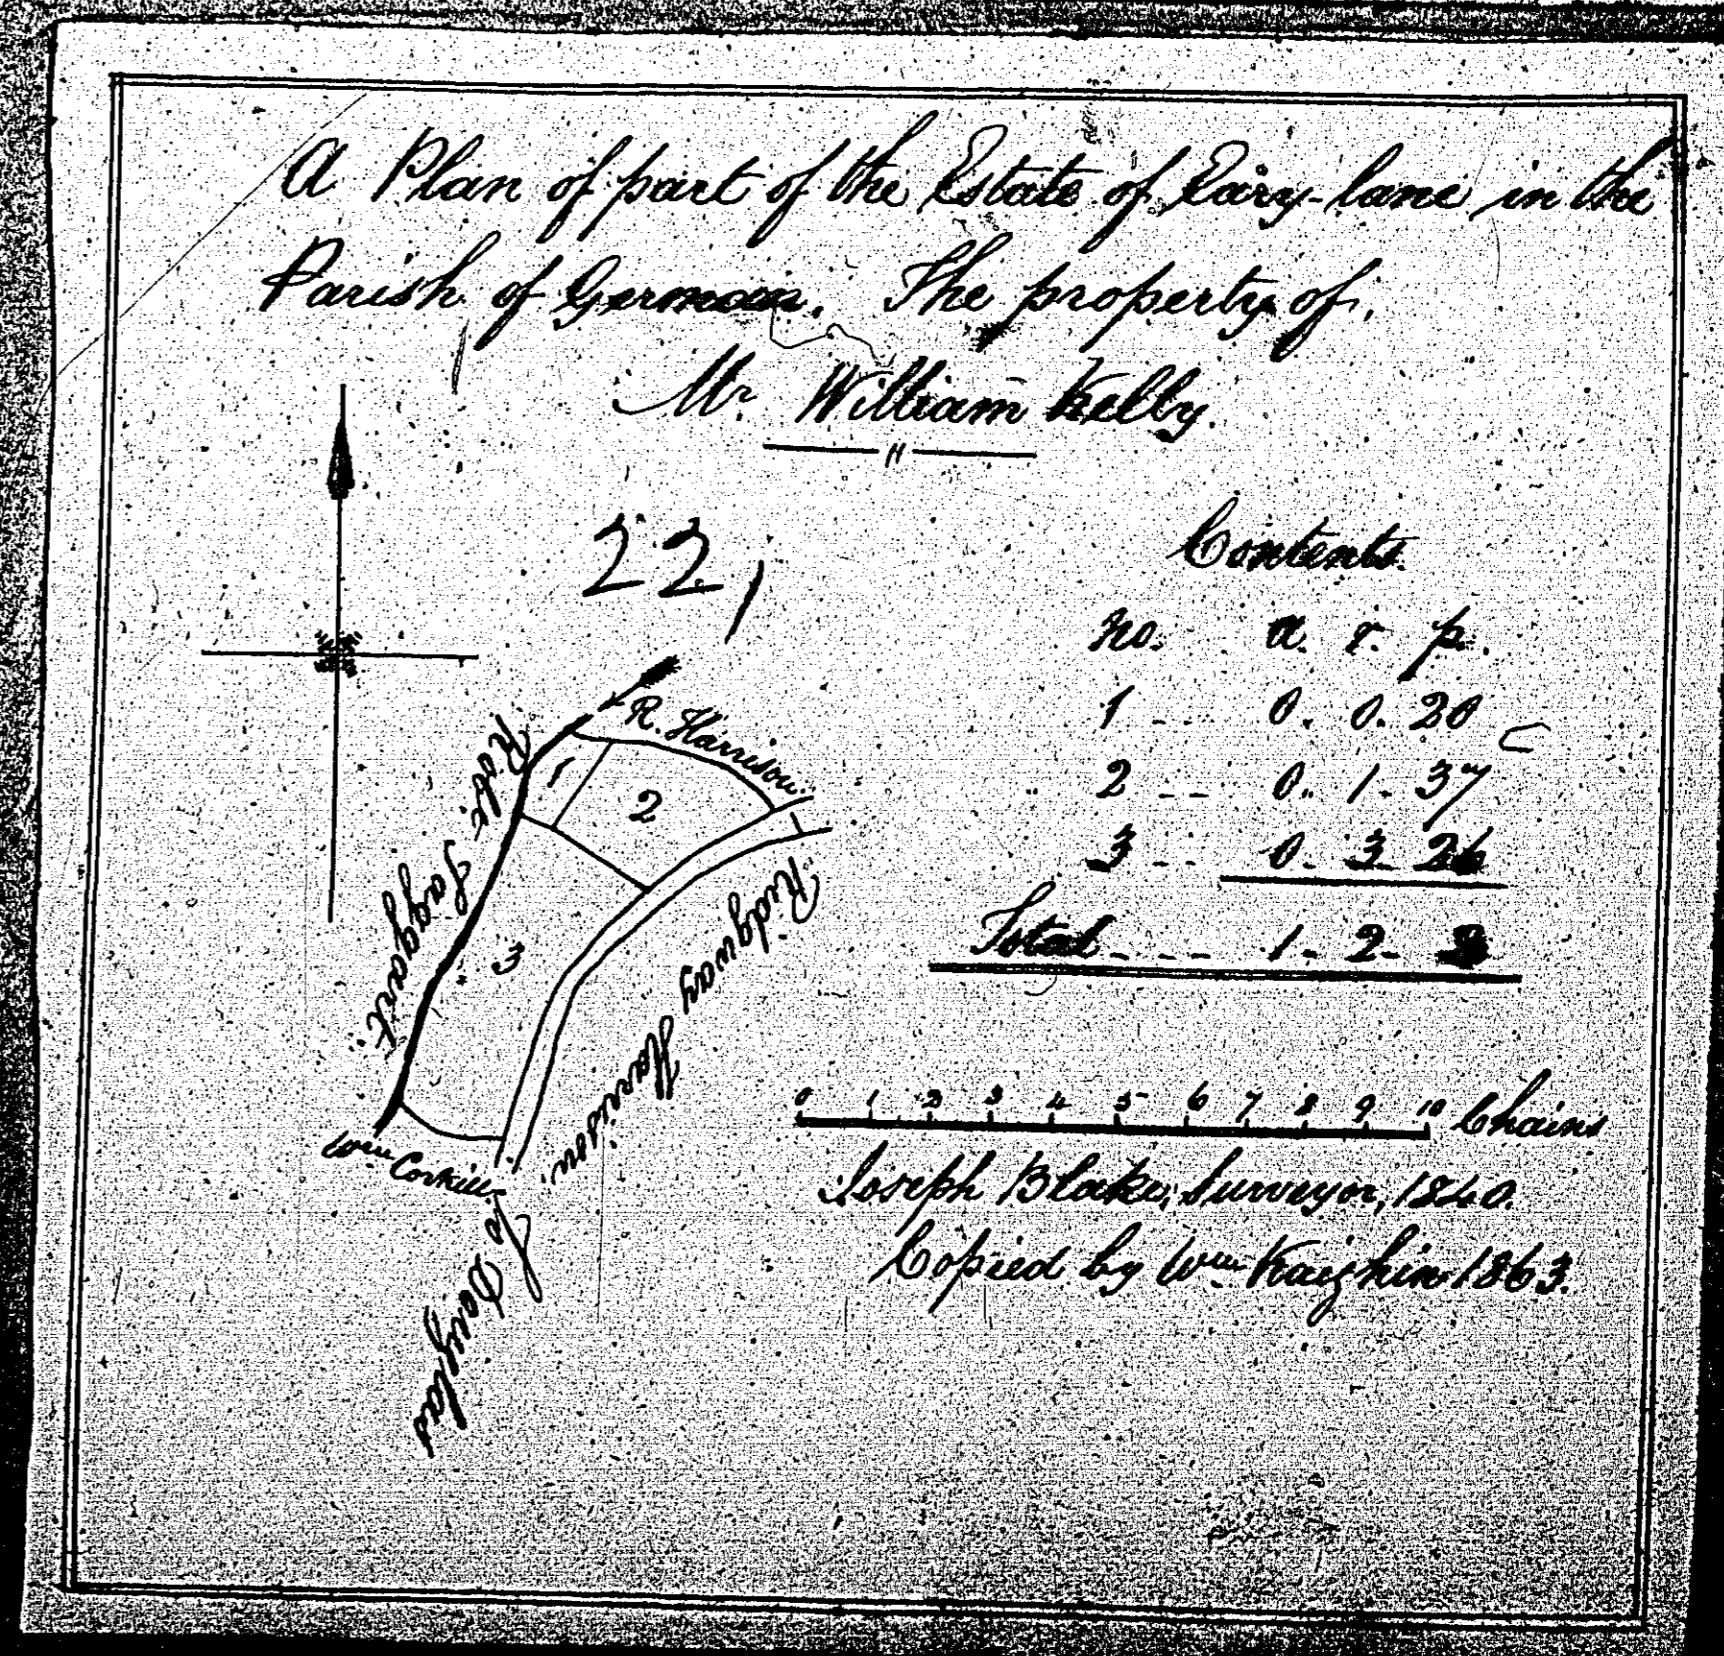 A Plan of part of the Estate of Rary-lane in the
Parish of German. The property of,
Mr. William Kelly.
22,
Contents.
No. a. r. p.
1 -- 0. 0. 20
2 -- 0. 1. 37
3 -- 0. 3. 26
Total ---- 1. 2. 3
R. Harrison.
1
2
3
Robt. Taggart.
Ridgway Harrison.
Wm. Corkill
To Douglas
0 1 2 3 4 5 6 7 8 9 10 Chains
Joseph Blake, Surveyor, 1840.
Copied by Wm. Kaighin 1863.